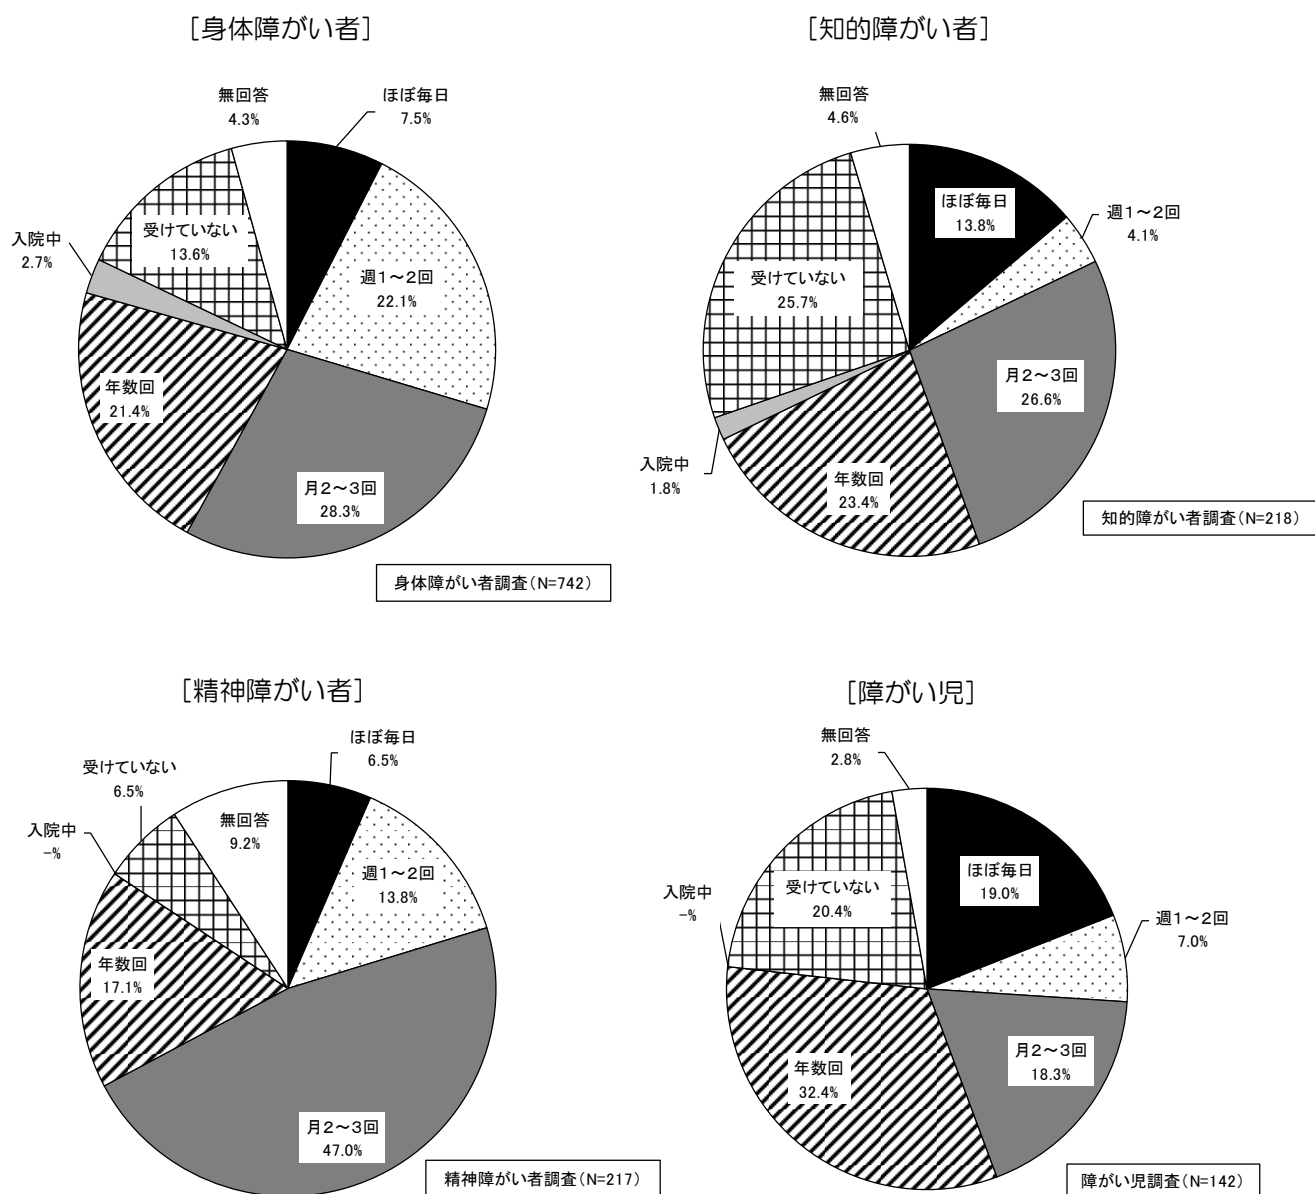 ［身体障がい者］
無回答
4.3%
ほぼ毎日
7.5%
週1～2回
22.1%
月2～3回
28.3%
年数回
21.4%
入院中
2.7%
受けていない
13.6%
身体障がい者調査(N=742)
［知的障がい者］
無回答
4.6%
ほぼ毎日
13.8%
週1～2回
4.1%
月2～3回
26.6%
年数回
23.4%
入院中
1.8%
受けていない
25.7%
知的障がい者調査(N=218)
［精神障がい者］
ほぼ毎日
6.5%
週1～2回
13.8%
月2～3回
47.0%
年数回
17.1%
入院中
-%
受けていない
6.5%
無回答
9.2%
精神障がい者調査(N=217)
［障がい児］
無回答
2.8%
ほぼ毎日
19.0%
週1～2回
7.0%
月2～3回
18.3%
年数回
32.4%
入院中
-%
受けていない
20.4%
障がい児調査(N=142)